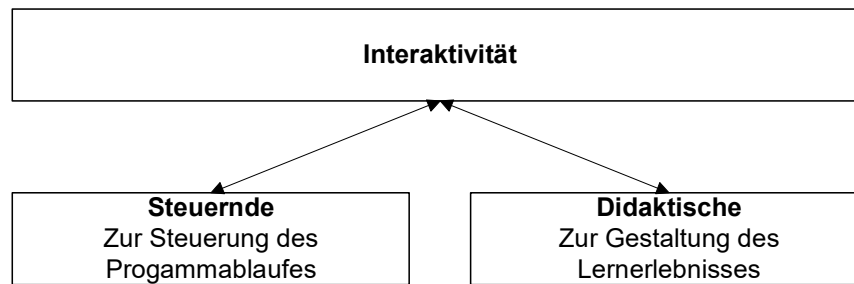 Interaktivität
Steuernde
Zur Steuerung des
Progammablaufes
Didaktische
Zur Gestaltung des
Lernerlebnisses